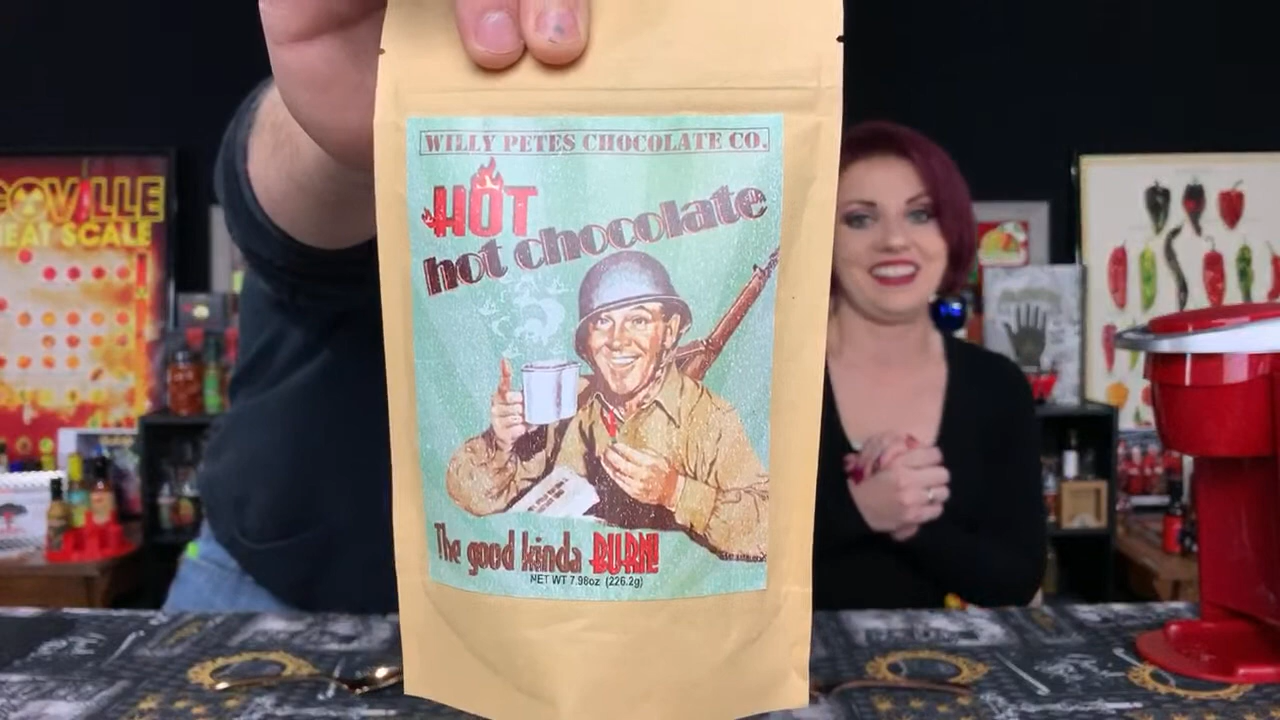 WILLY PETES CHOCOLATE CO.
HOT
hot chocolate
The good kinda BURN!
NET WT 7.98oz (226.2g)
COVILLE
HEAT SCALE